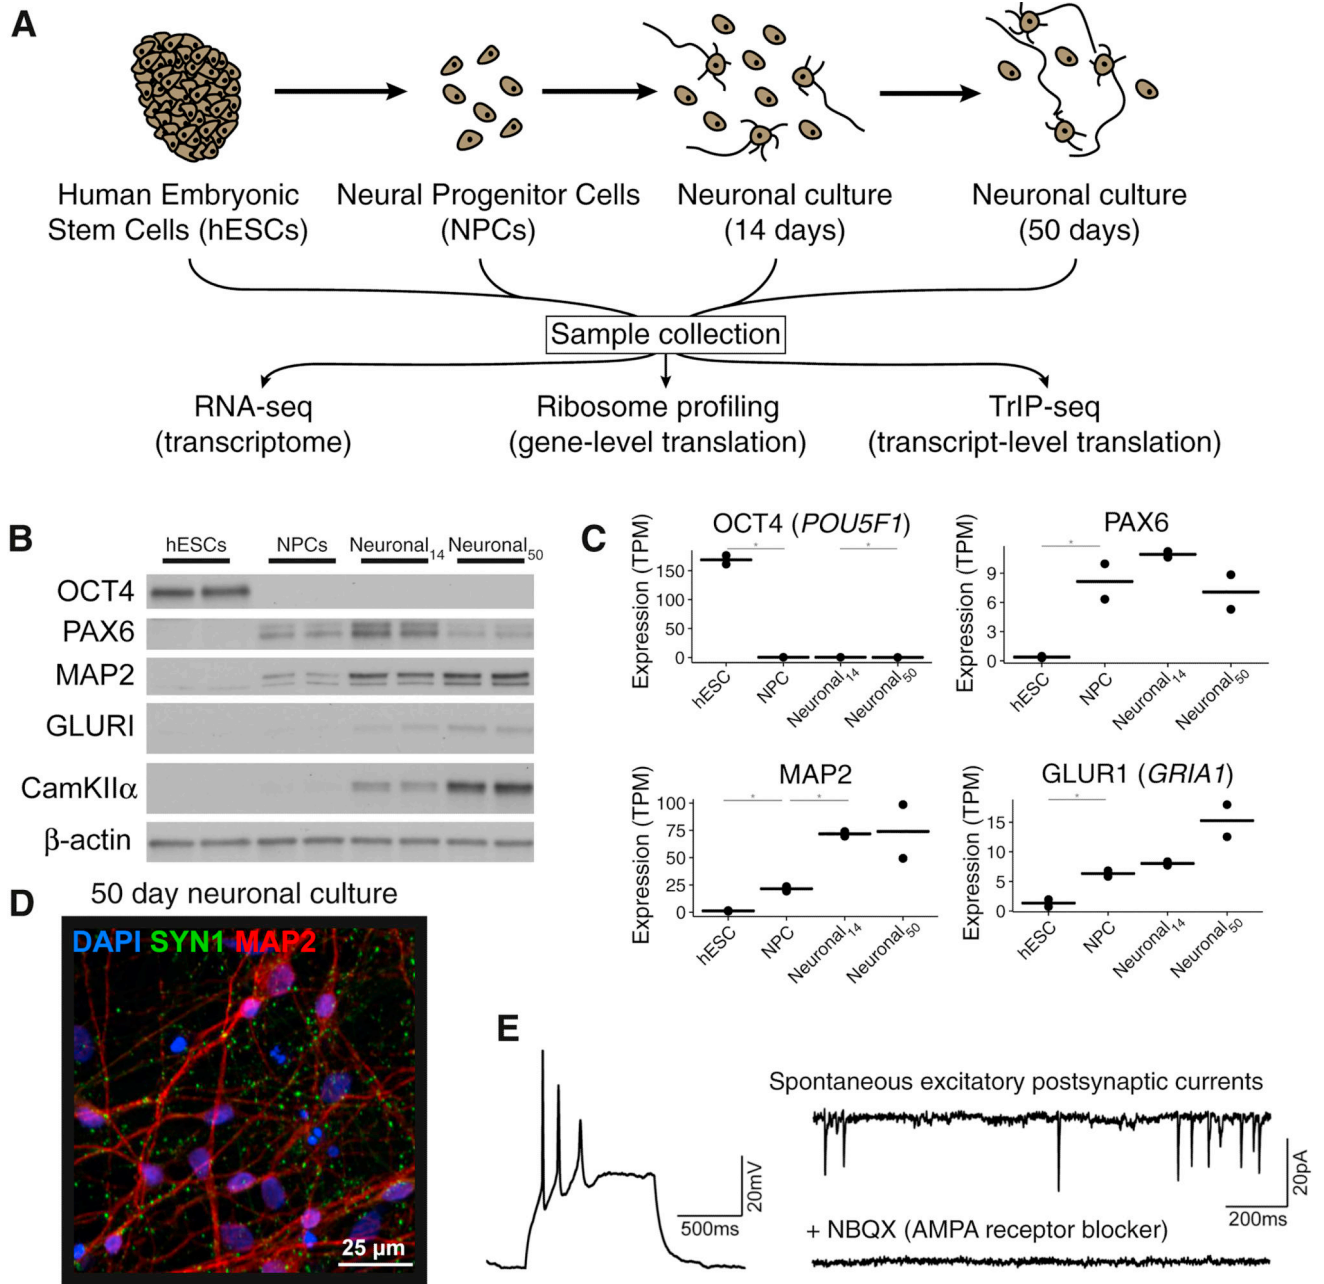 A
Human Embryonic
Stem Cells (hESCs)
Neural Progenitor Cells
(NPCs)
Neuronal culture
(14 days)
Neuronal culture
(50 days)
Sample collection
RNA-seq
(transcriptome)
Ribosome profiling
(gene-level translation)
TrIP-seq
(transcript-level translation)
B
hESCs NPCs Neuronal14 Neuronal50
OCT4
PAX6
MAP2
GLURI
CamKIIα
β-actin
C
OCT4 (POU5F1)
Expression (TPM)
150
100
50
0
* *
hESC NPC Neuronal14 Neuronal50
PAX6
Expression (TPM)
9
6
3
0
*
hESC NPC Neuronal14 Neuronal50
MAP2
Expression (TPM)
100
75
50
25
0
* *
hESC NPC Neuronal14 Neuronal50
GLUR1 (GRIA1)
Expression (TPM)
15
10
5
0
*
hESC NPC Neuronal14 Neuronal50
D
50 day neuronal culture
DAPI SYN1 MAP2
25 µm
E
20mV
500ms
Spontaneous excitatory postsynaptic currents
20pA
200ms
+ NBQX (AMPA receptor blocker)